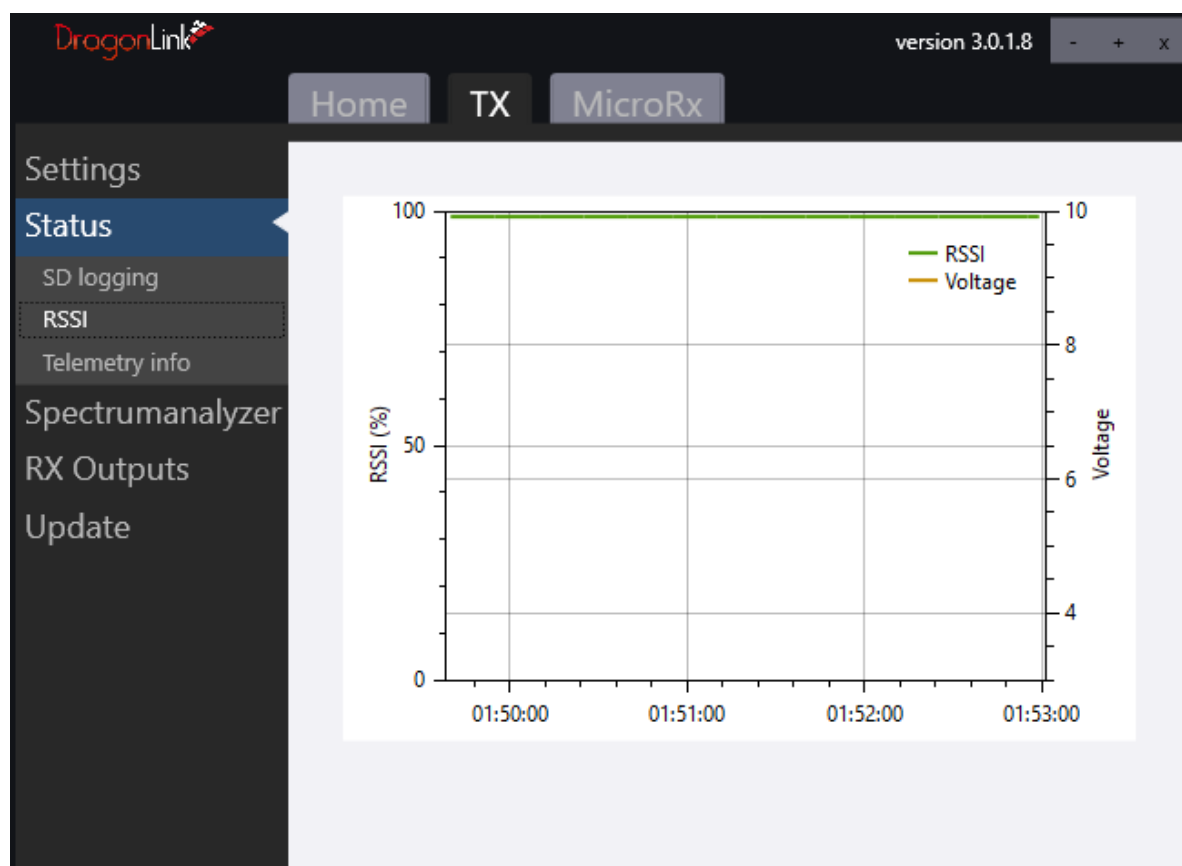 DragonLink
version 3.0.1.8 - + x
Home TX MicroRx
Settings
Status
SD logging
RSSI
Telemetry info
Spectrumanalyzer
RX Outputs
Update
100
50
0
RSSI (%)
RSSI
Voltage
10
8
6
4
Voltage
01:50:00 01:51:00 01:52:00 01:53:00